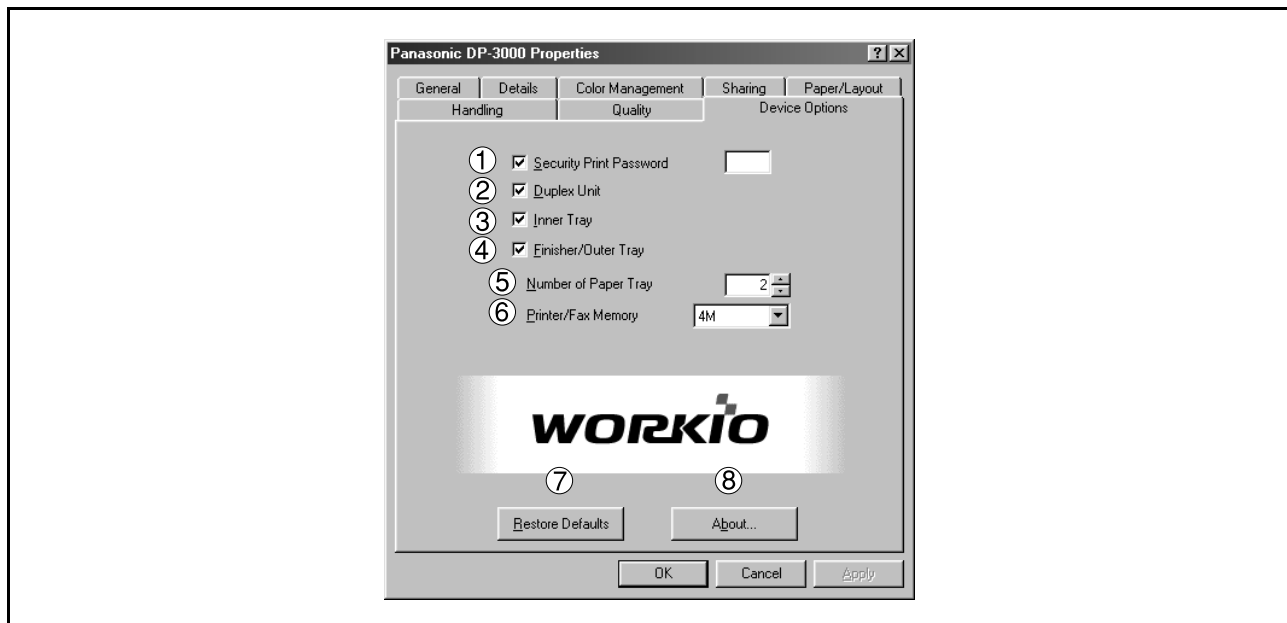 Panasonic DP-3000 Properties
General Details Color Management Sharing Paper/Layout
Handling Quality Device Options
① Security Print Password
② Duplex Unit
③ Inner Tray
④ Finisher/Outer Tray
⑤ Number of Paper Tray 2
⑥ Printer/Fax Memory 4M
WORKIO
⑦ ⑧
Restore Defaults About...
OK Cancel Apply